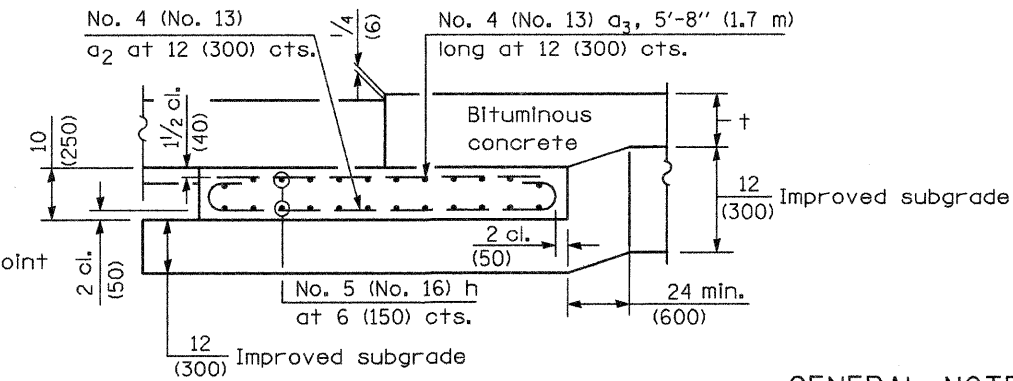 No. 4 (No. 13)
a2 at 12 (300) cts.
1/4
(6)
No. 4 (No. 13) a3, 5'-8" (1.7 m)
long at 12 (300) cts.
10
(250)
1 1/2 cl.
(40)
Bituminous
concrete
t
12
(300)
Improved subgrade
oint
2 cl.
(50)
2 cl.
(50)
No. 5 (No. 16) h
at 6 (150) cts.
24 min.
(600)
12
(300)
Improved subgrade